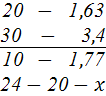 20 – 1,63
30 – 3,4
10 – 1,77
24 – 20 – x